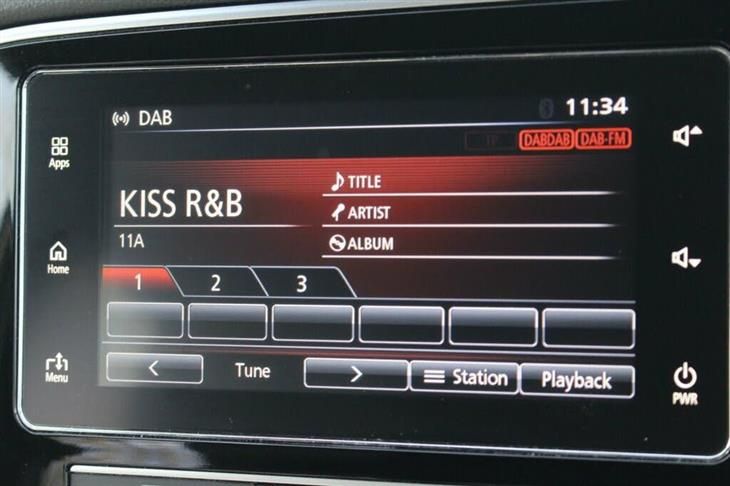 DAB
11:34
TP DABDAB DAB-FM
Apps
KISS R&B
TITLE
ARTIST
11A
ALBUM
Home
1 2 3
Menu
< Tune > Station Playback
PWR